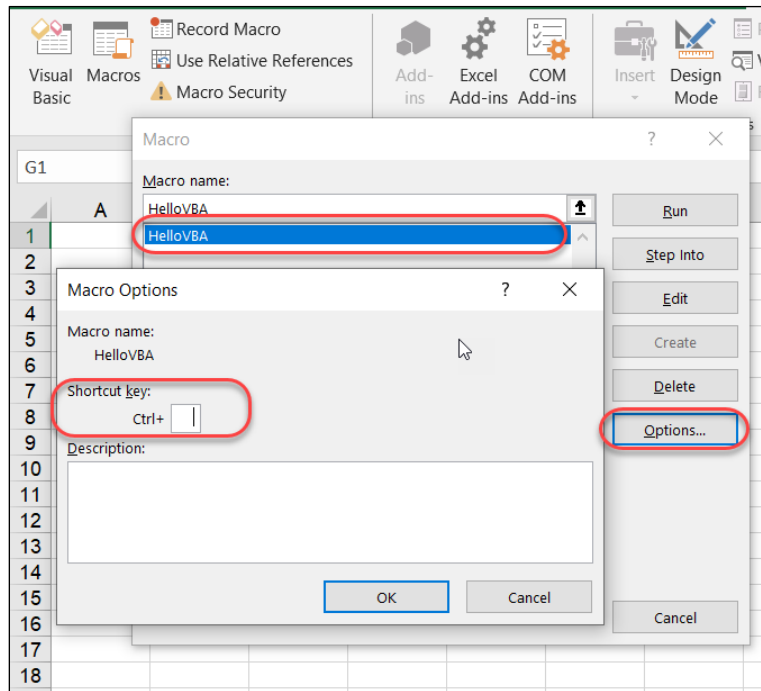 Record Macro
Use Relative References
Macro Security
Visual Basic
Macros
Add-ins
Excel Add-ins
COM Add-ins
Insert
Design Mode
G1
A
1
2
3
4
5
6
7
8
9
10
11
12
13
14
15
16
17
18
Macro ?
Macro name:
HelloVBA
HelloVBA
Run
Step Into
Edit
Create
Delete
Options...
Cancel
Macro Options ?
Macro name:
HelloVBA
Shortcut key:
Ctrl+
Description:
OK Cancel